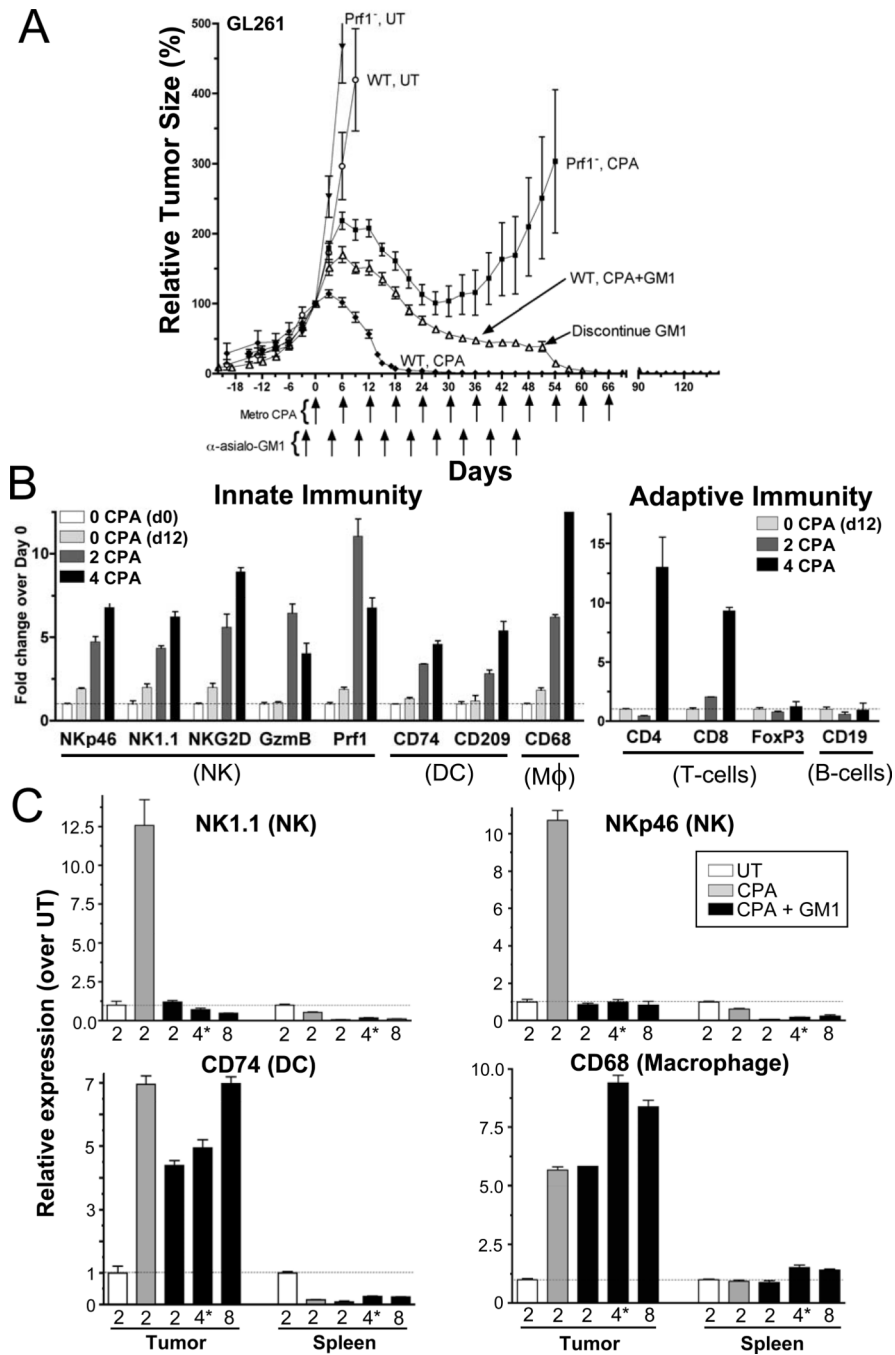 A
GL261
Relative Tumor Size (%)
500
400
300
200
100
0
Prf1⁻, UT
WT, UT
Prf1⁻, CPA
WT, CPA+GM1
Discontinue GM1
WT, CPA
-18 -12 -6 0 6 12 18 24 30 36 42 48 54 60 66 90 120
Metro CPA {
α-asialo-GM1 {
Days
B
Innate Immunity
Adaptive Immunity
0 CPA (d0)
0 CPA (d12)
2 CPA
4 CPA
0 CPA (d12)
2 CPA
4 CPA
Fold change over Day 0
10
5
0
15
10
5
0
NKp46 NK1.1 NKG2D GzmB Prf1 CD74 CD209 CD68
(NK) (DC) (Mϕ)
CD4 CD8 FoxP3 CD19
(T-cells) (B-cells)
C
Relative expression (over UT)
NK1.1 (NK)
12.5
10.0
7.5
5.0
2.5
0.0
2 2 2 4* 8 2 2 2 4* 8
NKp46 (NK)
UT
CPA
CPA + GM1
10
8
6
4
2
0
2 2 2 4* 8 2 2 2 4* 8
CD74 (DC)
7
5
3
1
0
2 2 2 4* 8 2 2 2 4* 8
Tumor Spleen
CD68 (Macrophage)
10.0
7.5
5.0
2.5
0
2 2 2 4* 8 2 2 2 4* 8
Tumor Spleen